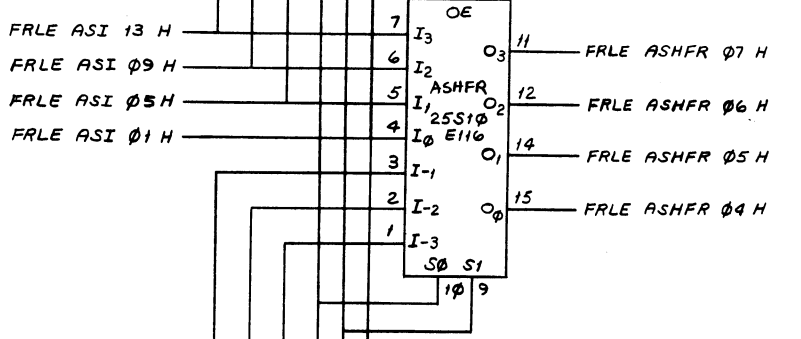 OE
FRLE ASI 13 H 7 I3
O3 11 FRLE ASHFR Ø7 H
FRLE ASI Ø9 H 6 I2
ASHFR
FRLE ASI Ø5 H 5 I1 O2 12 FRLE ASHFR Ø6 H
25S1Ø
FRLE ASI Ø1 H 4 IØ E116
O1 14 FRLE ASHFR Ø5 H
3 I-1
2 I-2 OØ 15 FRLE ASHFR Ø4 H
1 I-3
SØ S1
1Ø 9